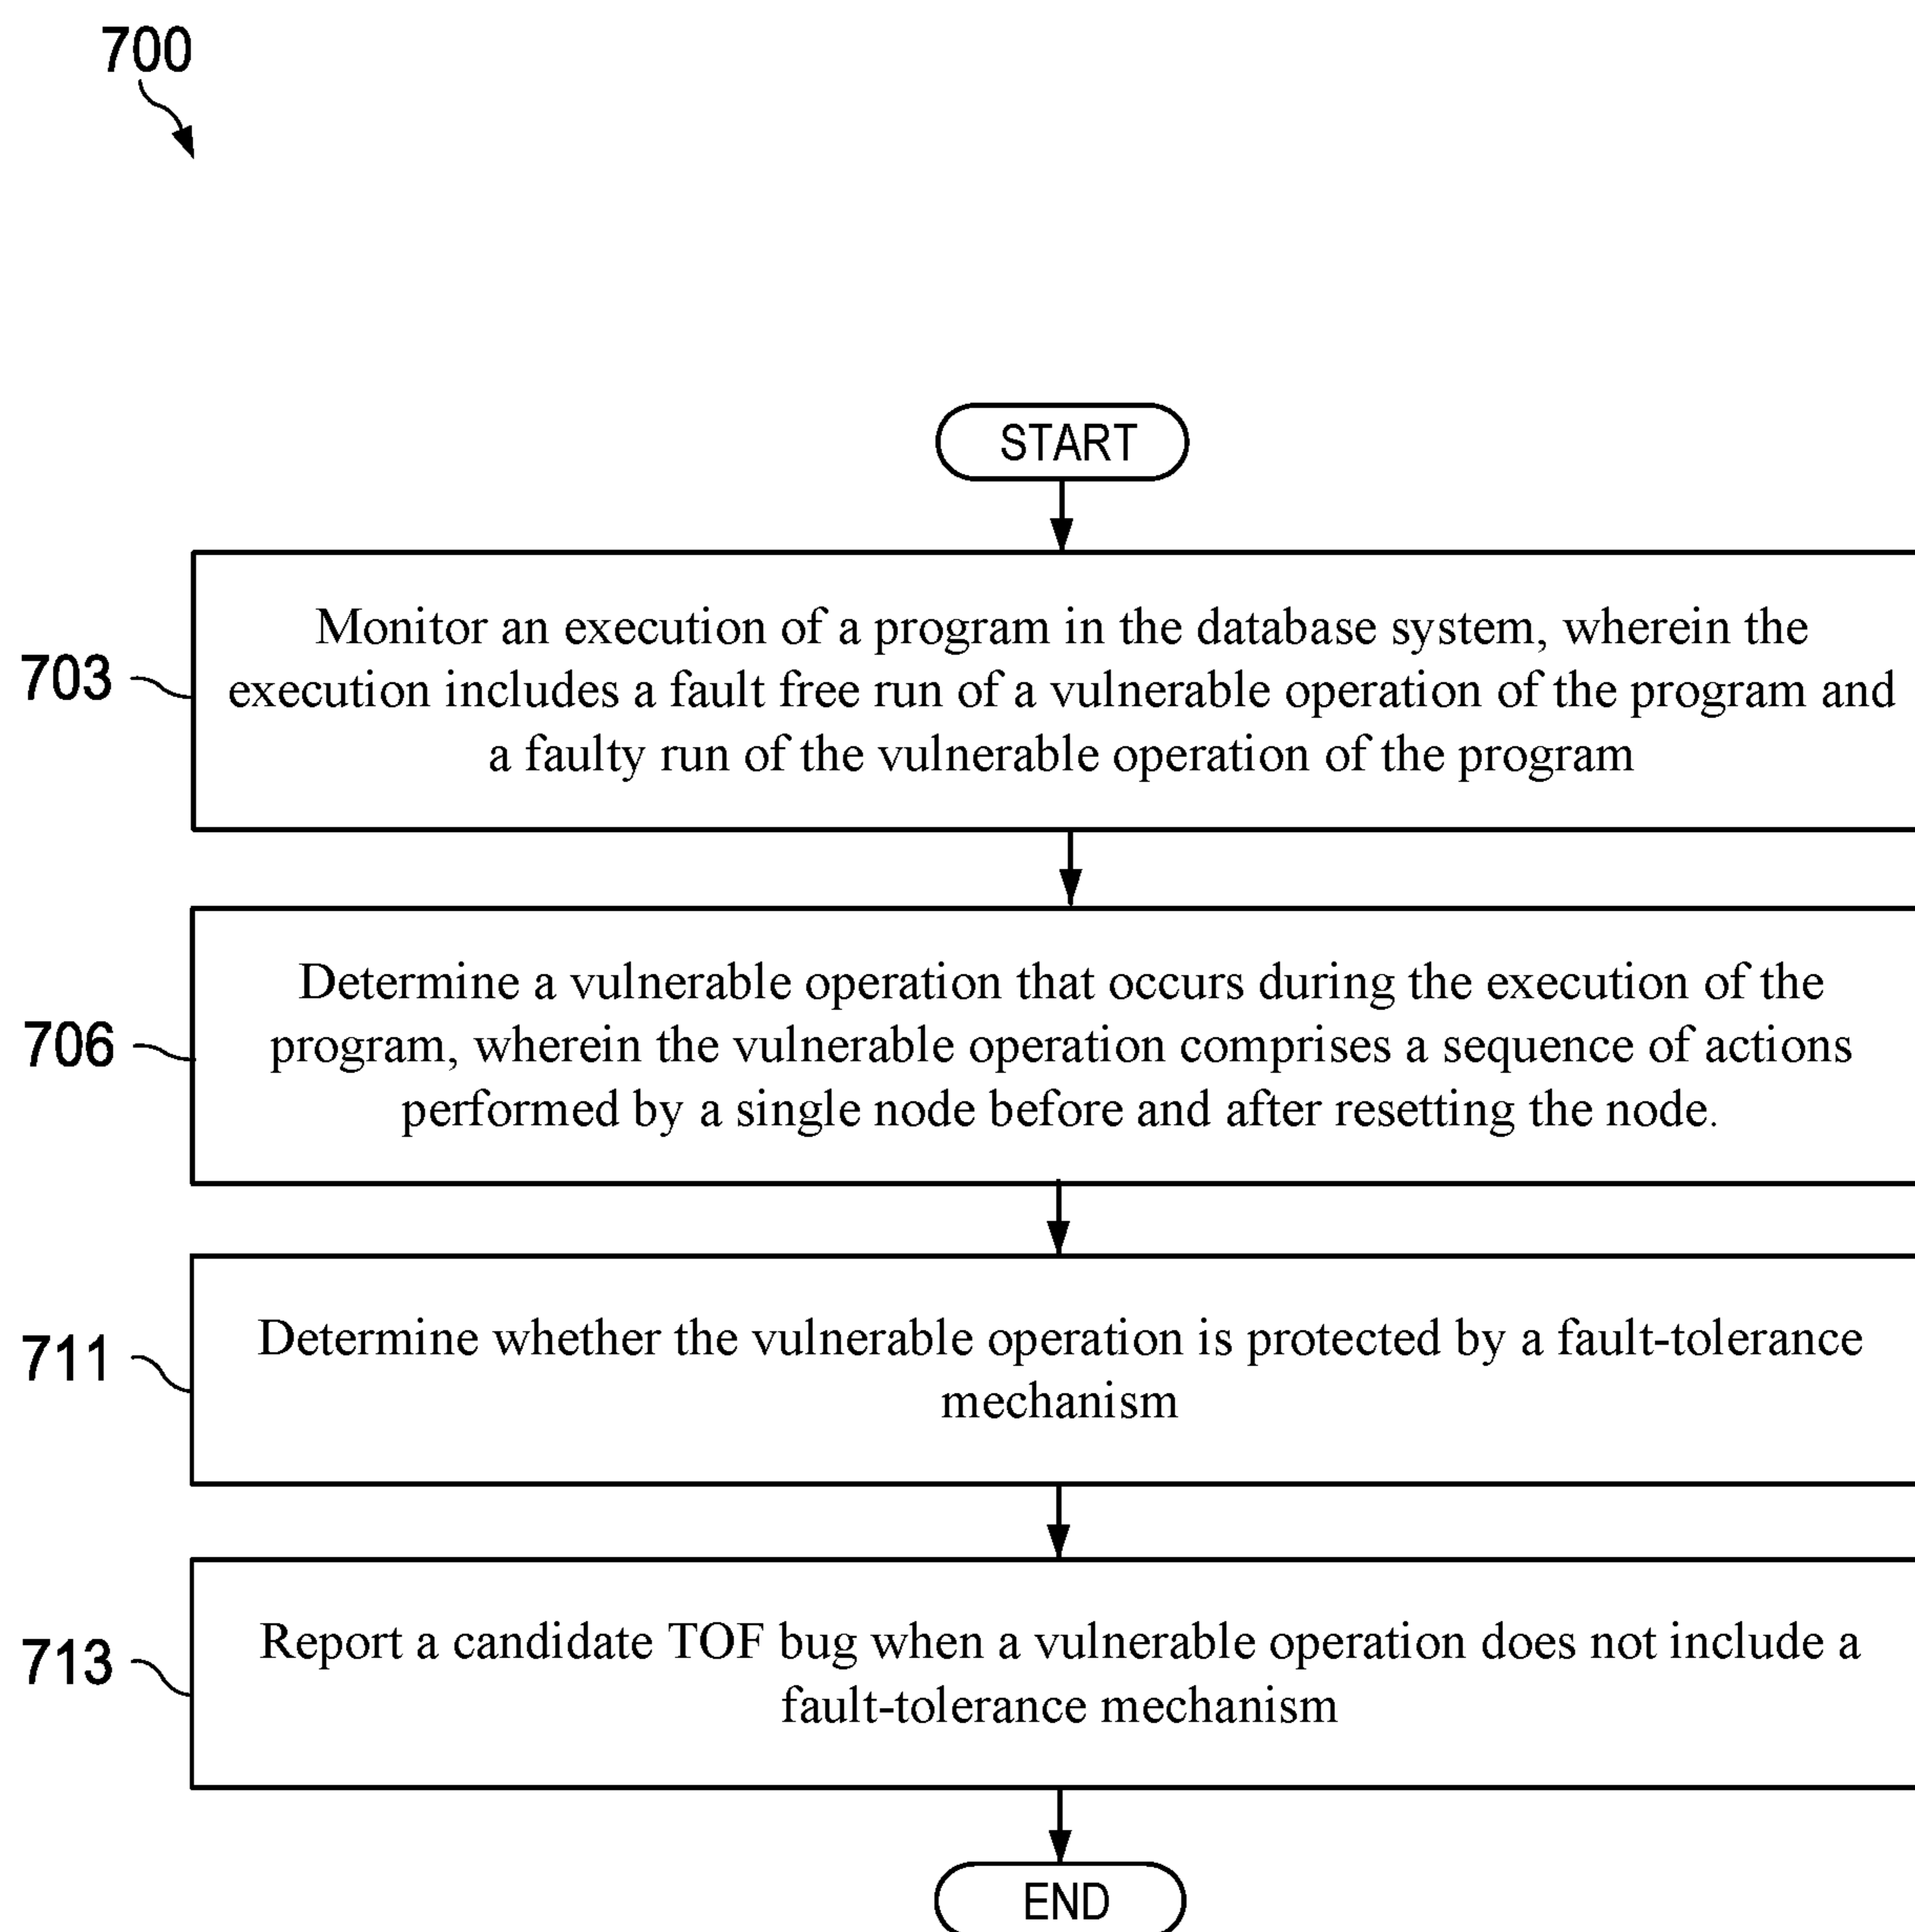 700
START
703
Monitor an execution of a program in the database system, wherein the
execution includes a fault free run of a vulnerable operation of the program and
a faulty run of the vulnerable operation of the program
706
Determine a vulnerable operation that occurs during the execution of the
program, wherein the vulnerable operation comprises a sequence of actions
performed by a single node before and after resetting the node.
711
Determine whether the vulnerable operation is protected by a fault-tolerance
mechanism
713
Report a candidate TOF bug when a vulnerable operation does not include a
fault-tolerance mechanism
END